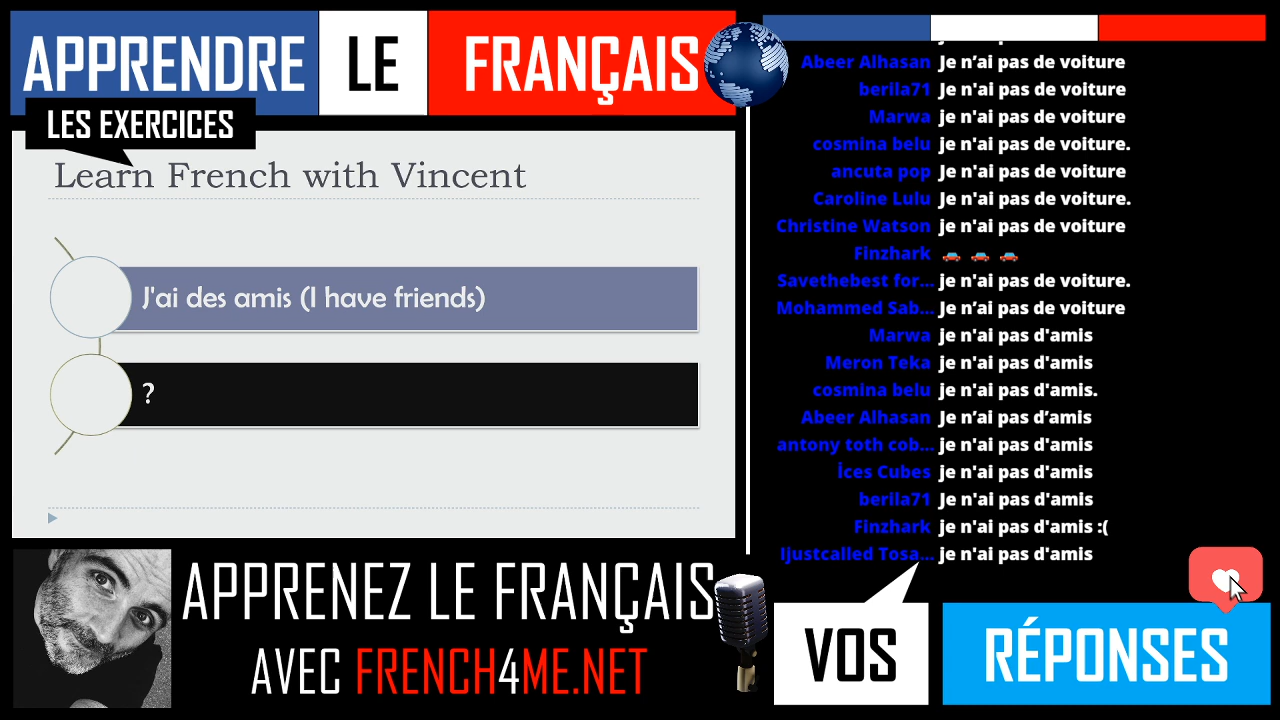 APPRENDRE LE FRANÇAIS
LES EXERCICES
Learn French with Vincent
J'ai des amis (I have friends)
?
APPRENEZ LE FRANÇAIS
AVEC FRENCH4ME.NET
Abeer Alhasan Je n’ai pas de voiture
berila71 Je n'ai pas de voiture
Marwa je n'ai pas de voiture
cosmina belu je n'ai pas de voiture.
ancuta pop Je n'ai pas de voiture
Caroline Lulu Je n'ai pas de voiture.
Christine Watson je n'ai pas de voiture
Finzhark 🚗 🚗 🚗
Savethebest for... je n'ai pas de voiture.
Mohammed Sab... Je n’ai pas de voiture
Marwa je n'ai pas d'amis
Meron Teka je n'ai pas d'amis
cosmina belu je n'ai pas d'amis.
Abeer Alhasan Je n’ai pas d’amis
antony toth cob... je n'ai pas d'amis
İces Cubes je n'ai pas d'amis
berila71 Je n'ai pas d'amis
Finzhark je n'ai pas d'amis :(
Ijustcalled Tosa... je n'ai pas d'amis
VOS RÉPONSES